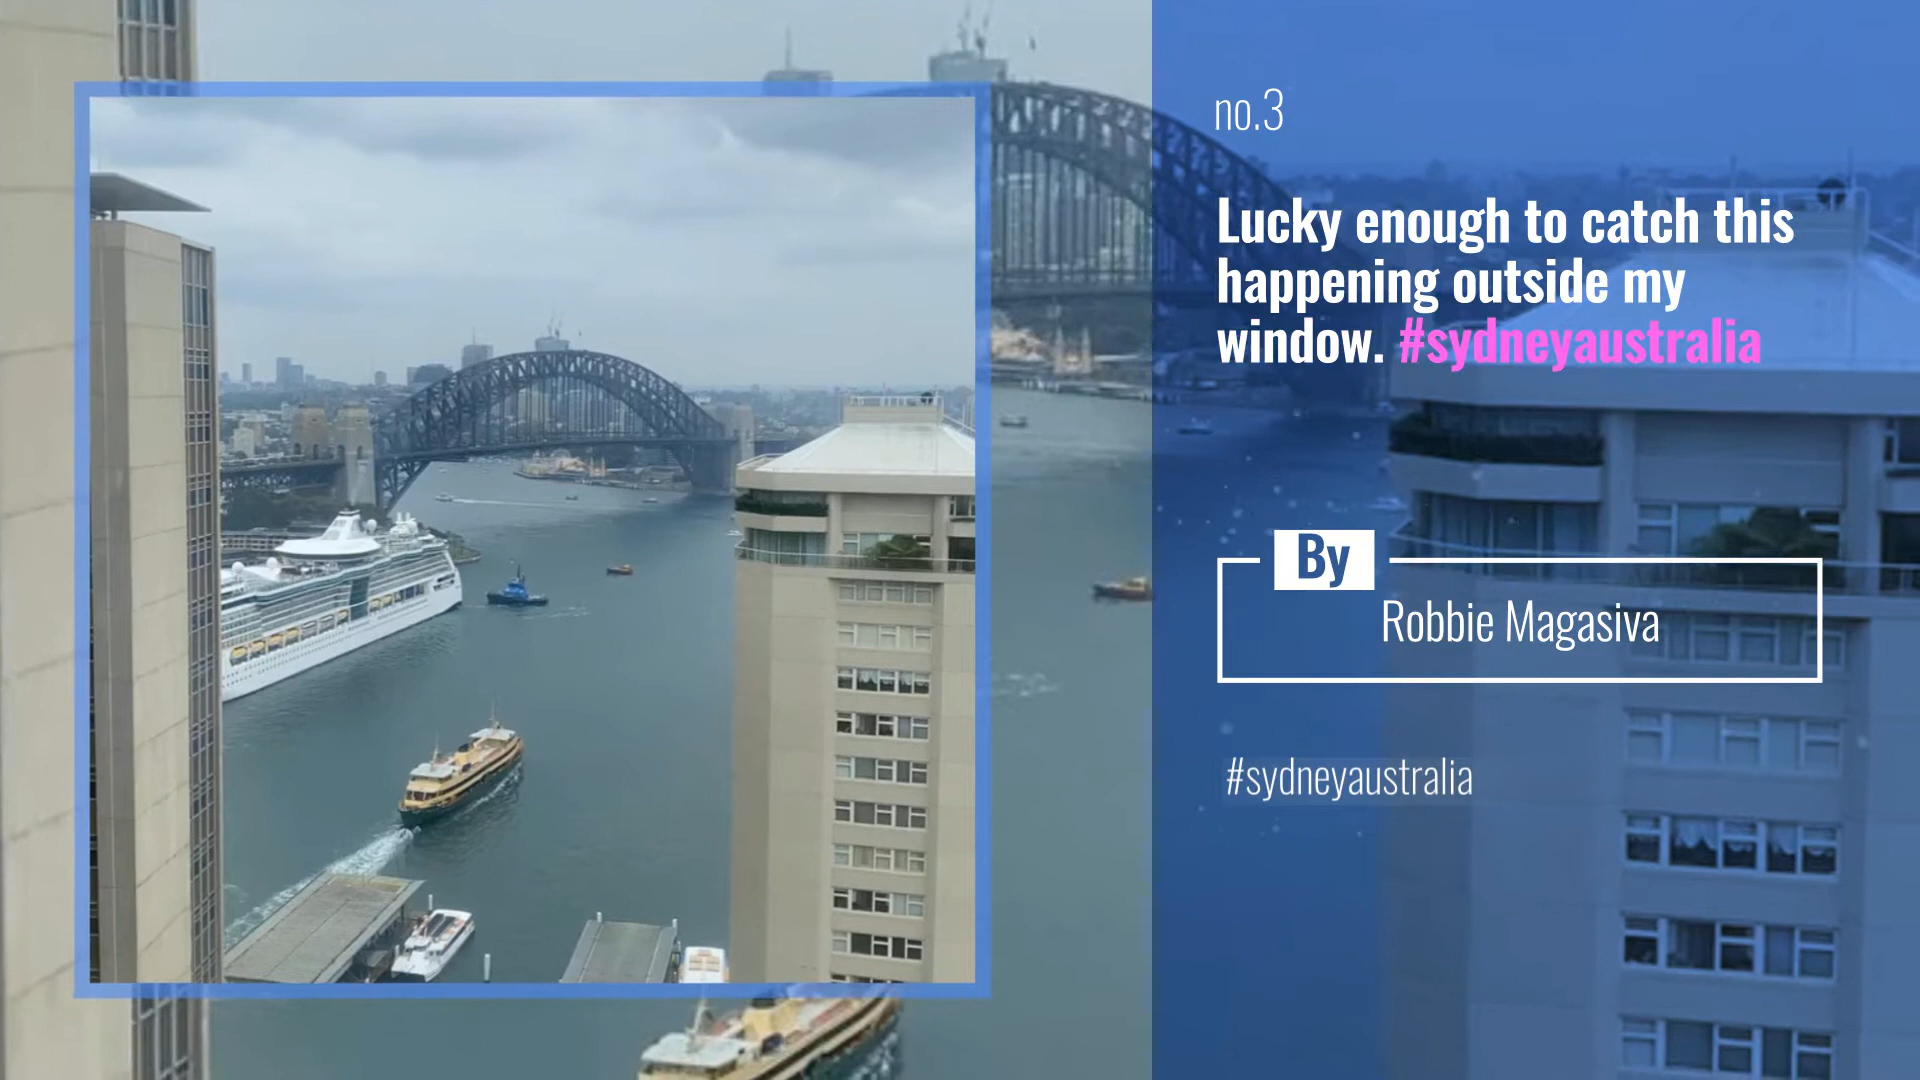 no.3
Lucky enough to catch this
happening outside my
window. #sydneyaustralia
By
Robbie Magasiva
#sydneyaustralia